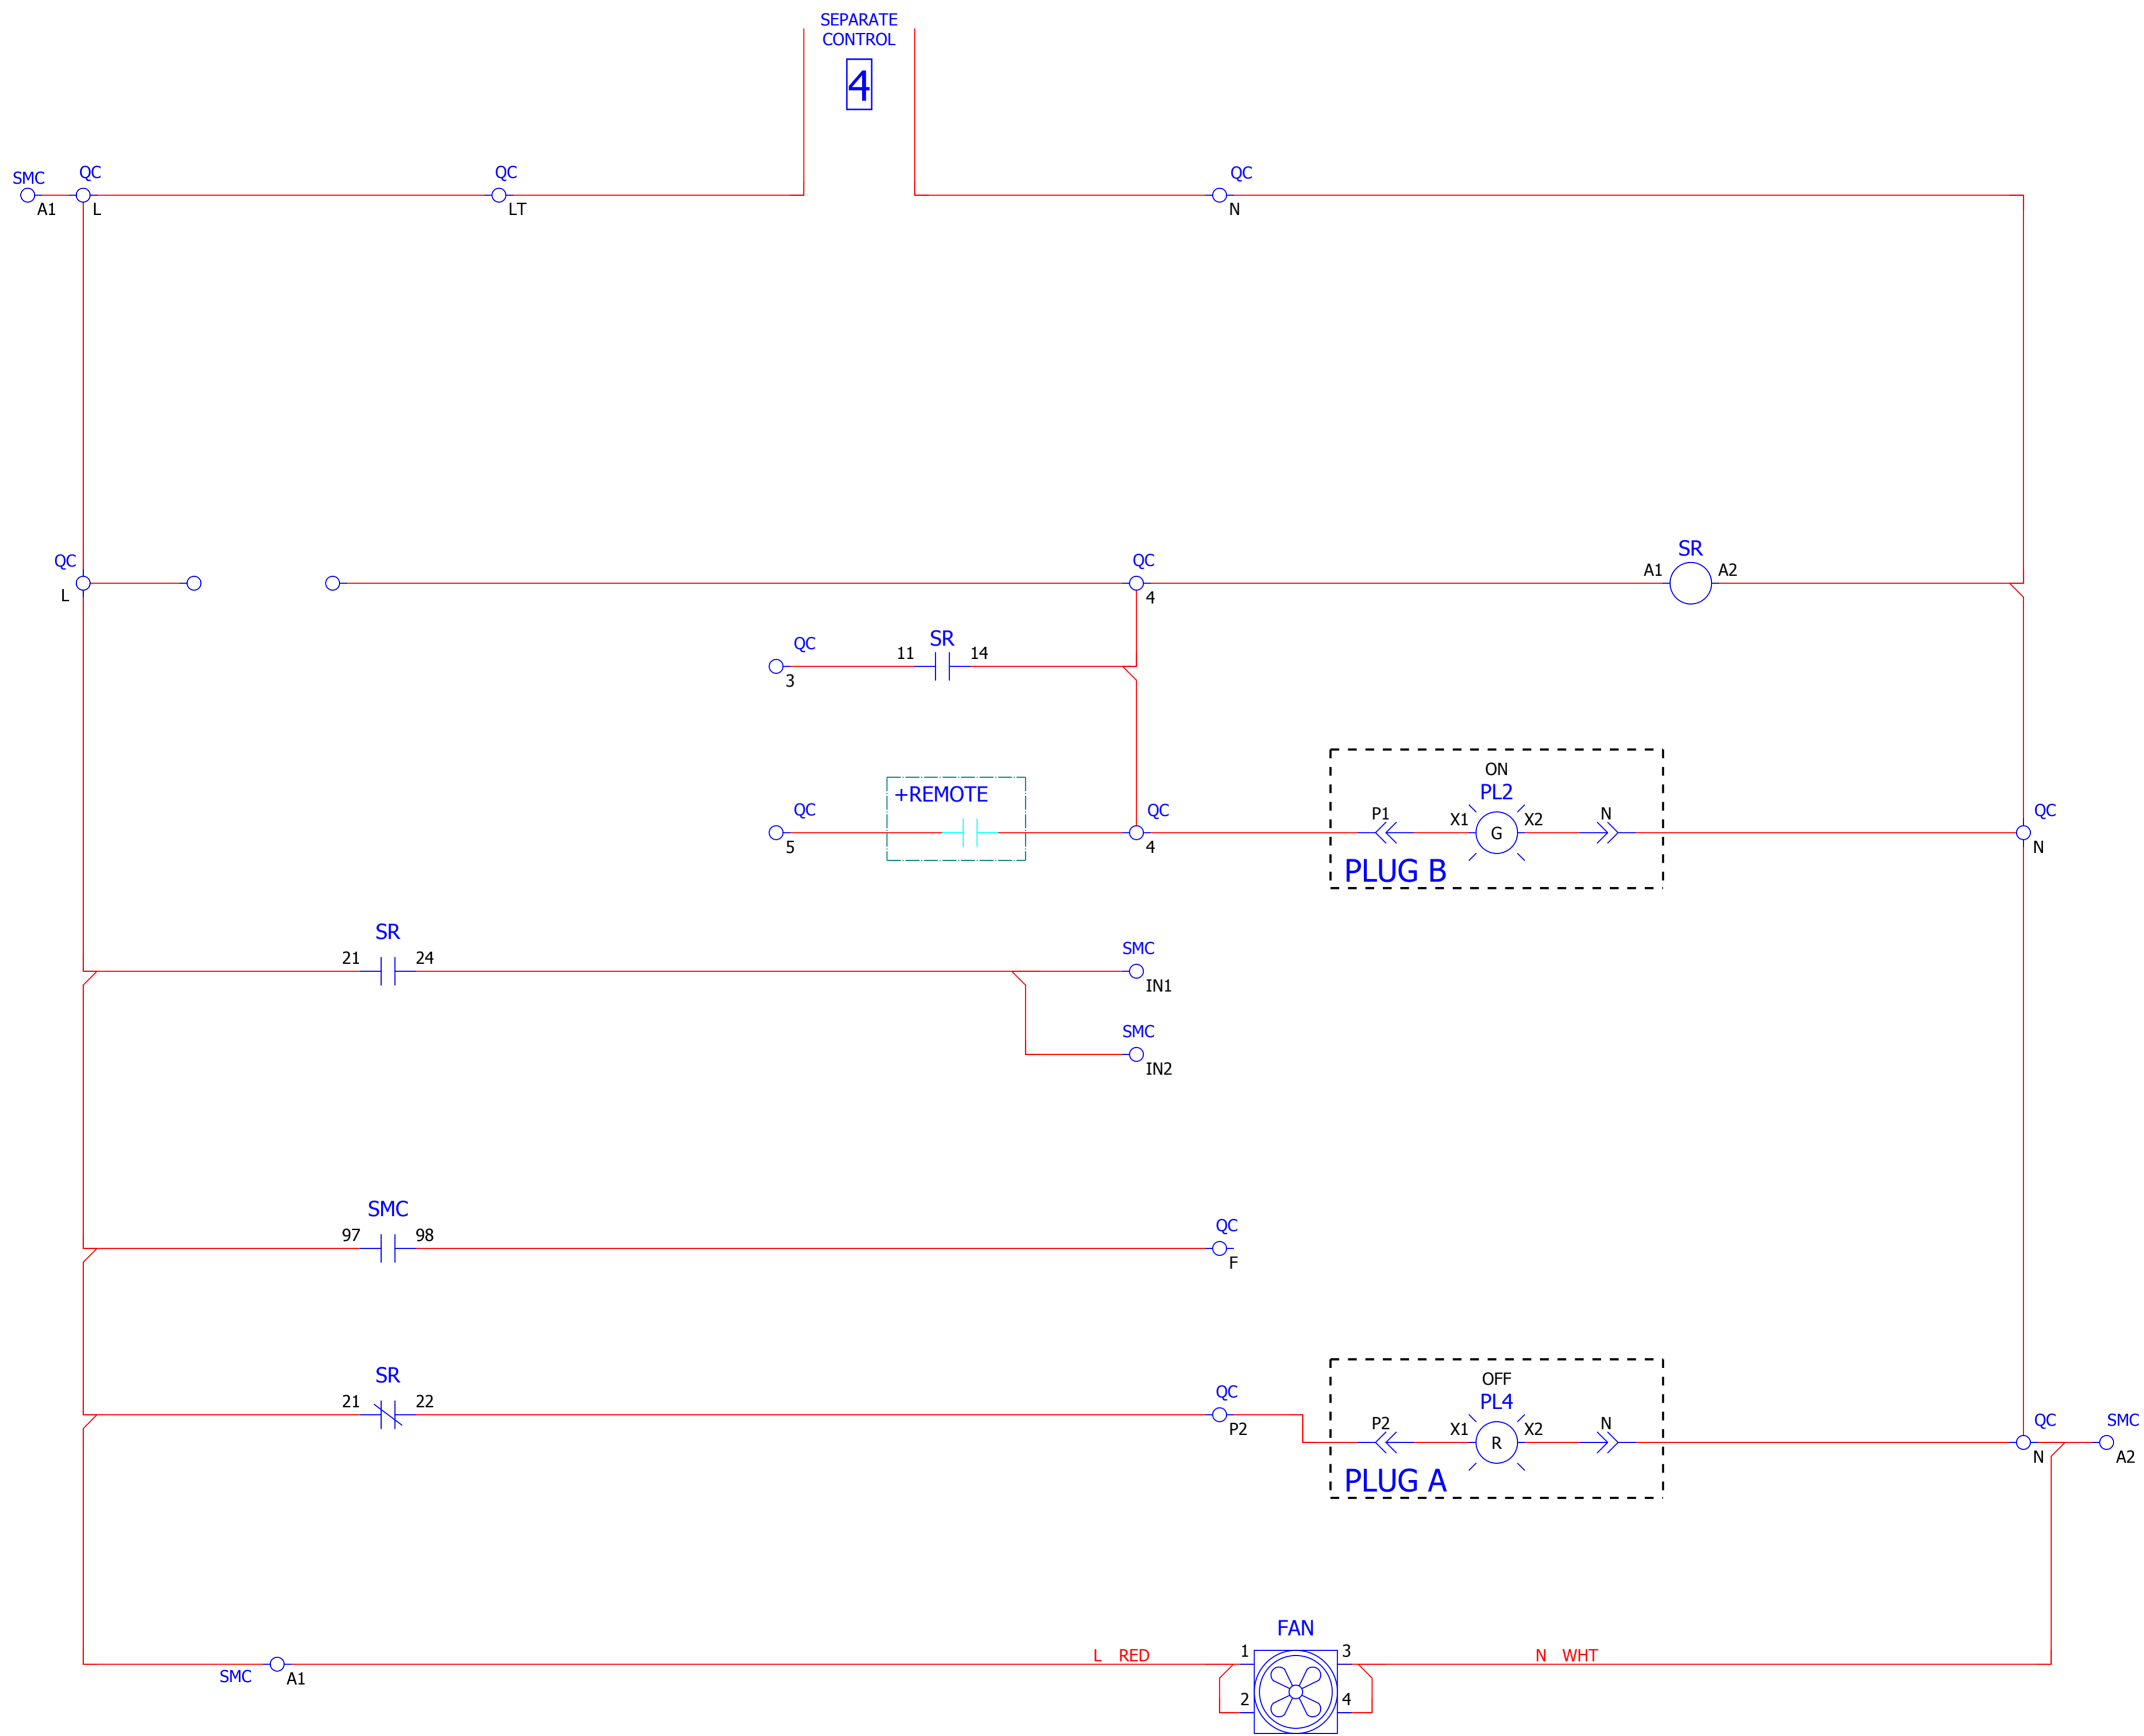 SEPARATE
CONTROL
4
SMC
QC
QC
QC
A1
L
LT
N
QC
QC
SR
L
A1
A2
4
QC
SR
11
14
3
ON
+REMOTE
PL2
QC
QC
P1
X1
G
X2
N
QC
5
4
N
PLUG B
SR
SMC
21
24
IN1
SMC
IN2
SMC
QC
97
98
F
SR
OFF
QC
PL4
21
22
P2
P2
X1
R
X2
N
QC
SMC
N
A2
PLUG A
FAN
L RED
1
3
N WHT
SMC
A1
2
4